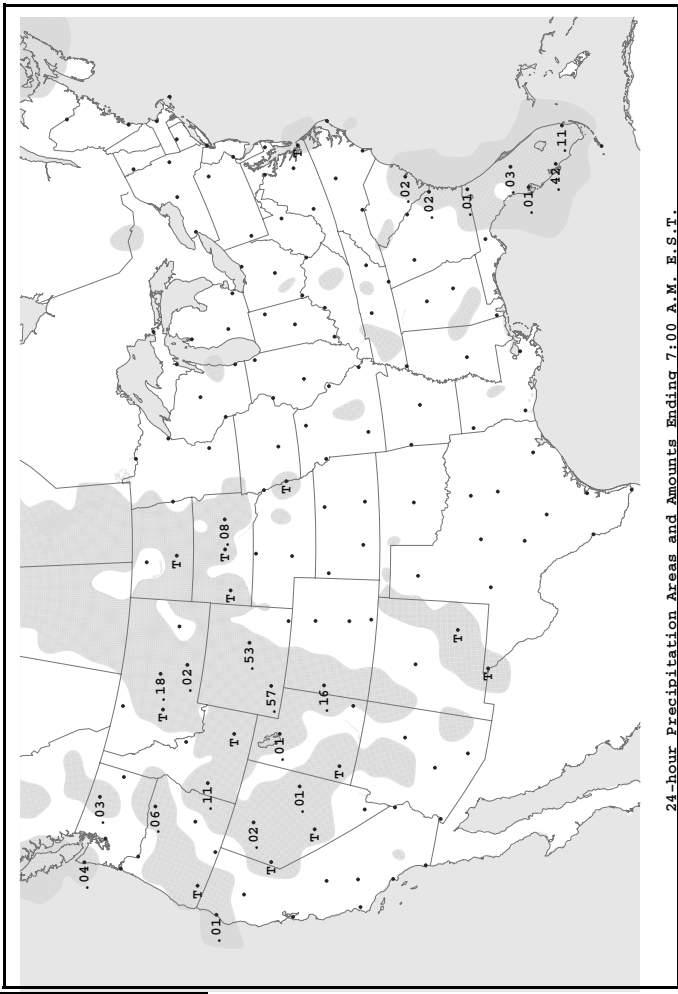 .04
.03
.06
T .18
T
.02
T
.11
.01
T .08
T
T
.53
.02
.57
T
.01
T
T
.01
T
.16
T
.02
.02
T
.01
T
.03
.01
.42
.11
24-hour Precipitation Areas and Amounts Ending 7:00 A.M. E.S.T.